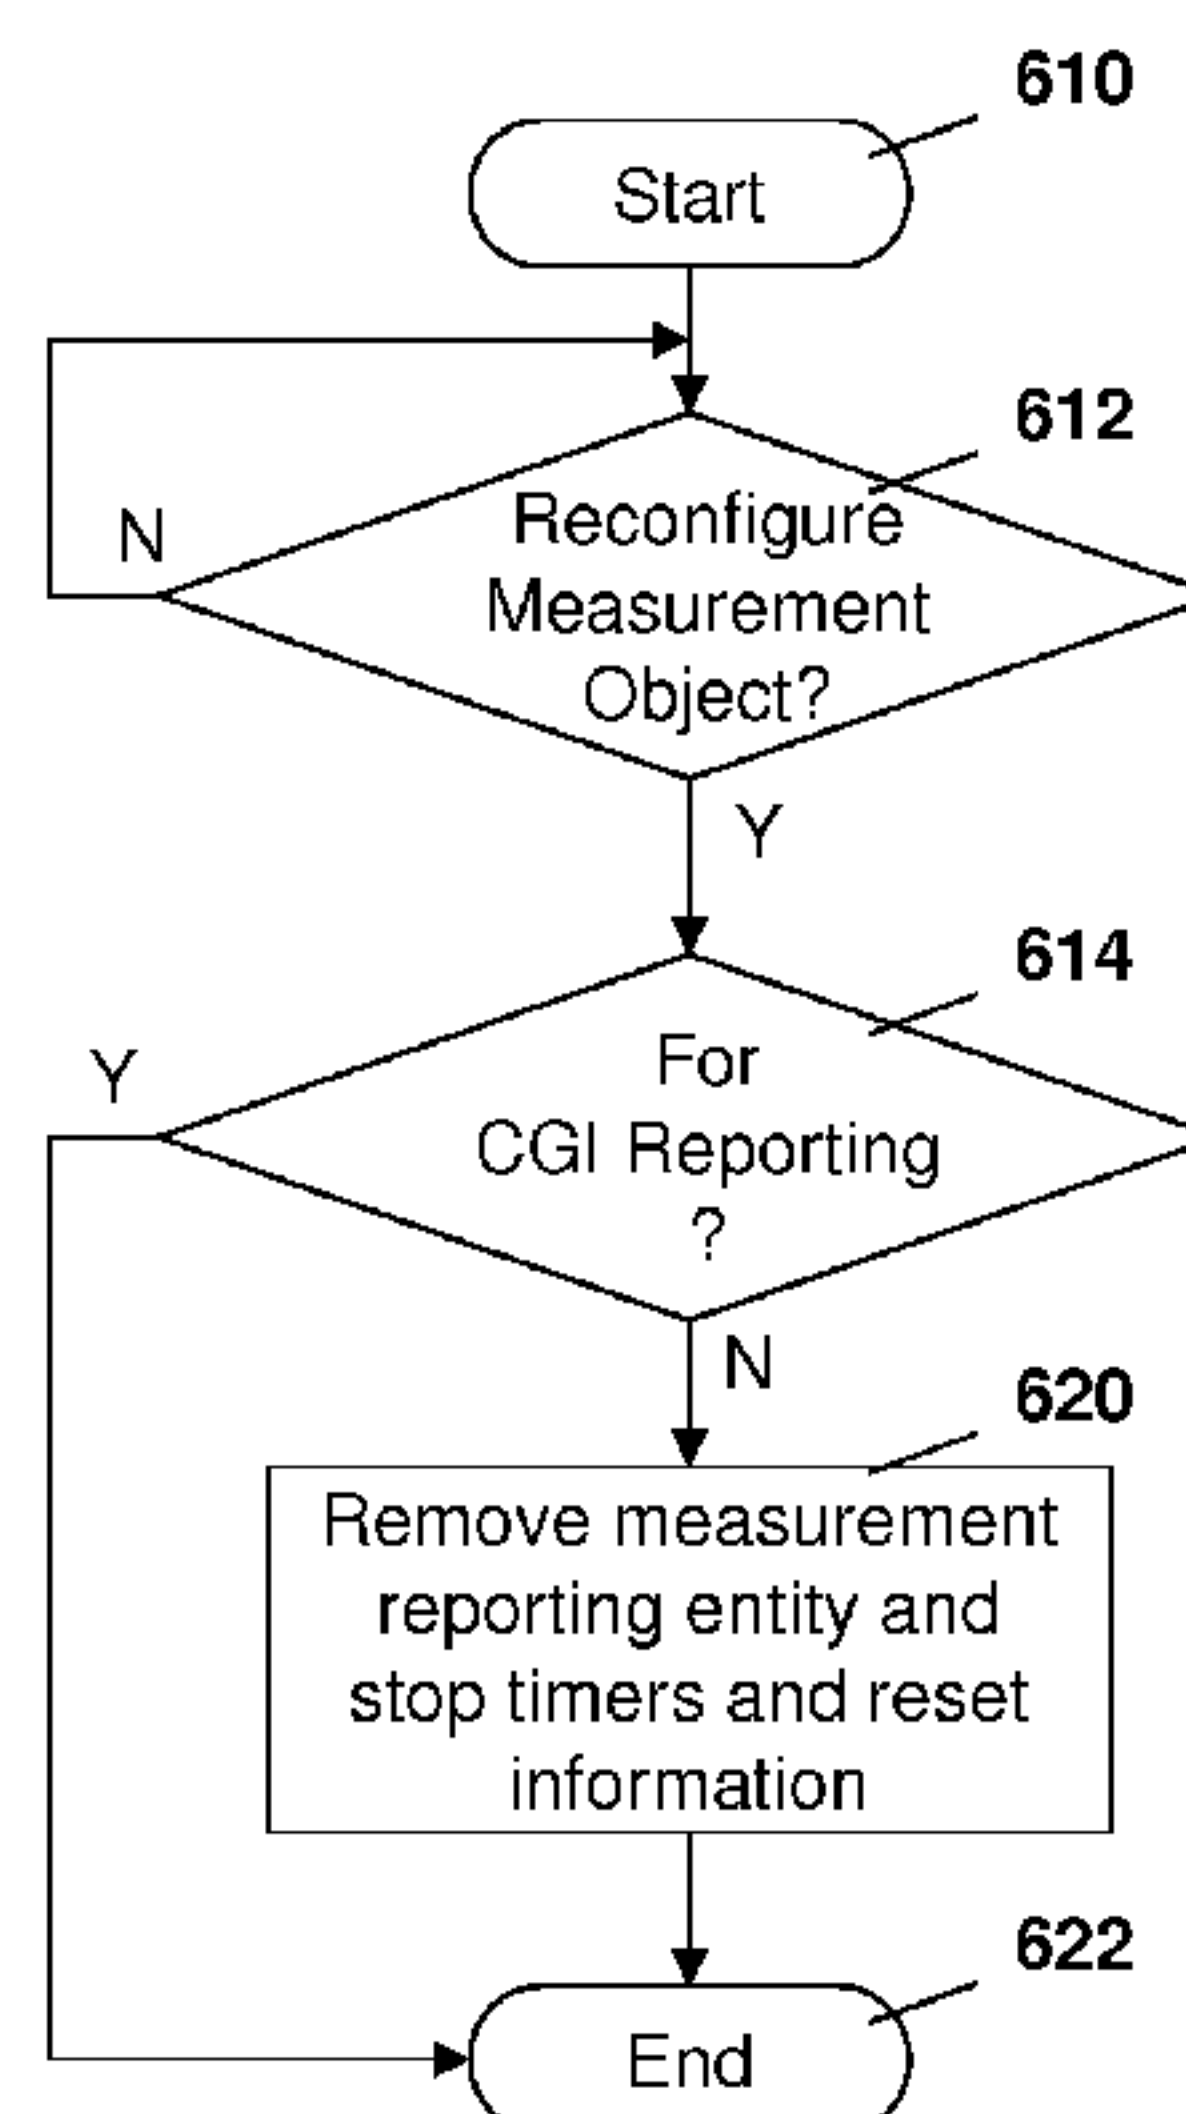 610
Start
612
Reconfigure
Measurement
Object?
N
Y
614
For
CGI Reporting
?
Y
N
620
Remove measurement
reporting entity and
stop timers and reset
information
622
End